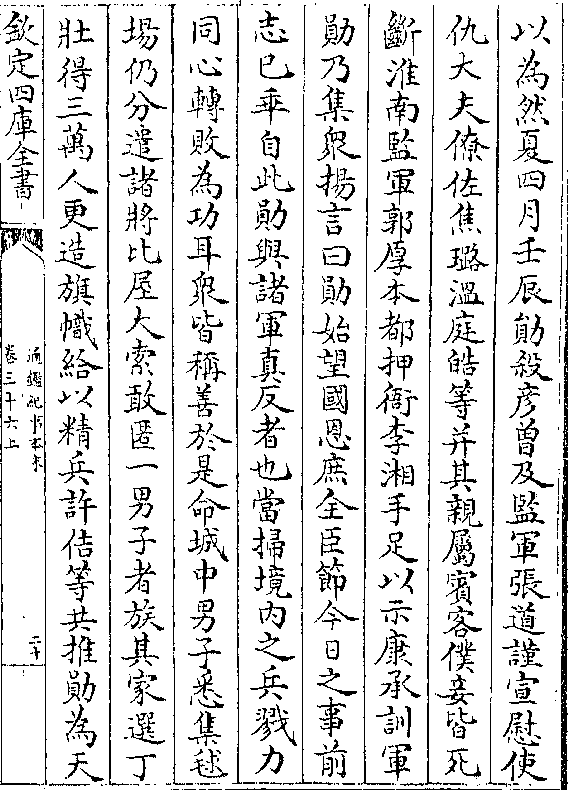 以為然夏四月壬辰勛殺彦曾及監軍張道謹宣慰使
仇大夫僚佐焦璐溫庭皓等并其親屬賓客僕妾皆死
斷淮南監軍郭厚本都押衙李湘手足以示康承訓軍
勛乃集衆揚言曰勛始望國恩庶全臣節今日之事前
志已乖自此勛與諸軍真反者也當掃境内之兵戮力
同心轉敗為功耳衆皆稱善於是命城中男子悉集毬
場仍分遣諸將比屋大索敢匿一男子者族其家選丁
壯得三萬人更造旗幟給以精兵許佶等共推勛為天
欽定四庫全書
通鑑紀事本末
卷三十六上
二十